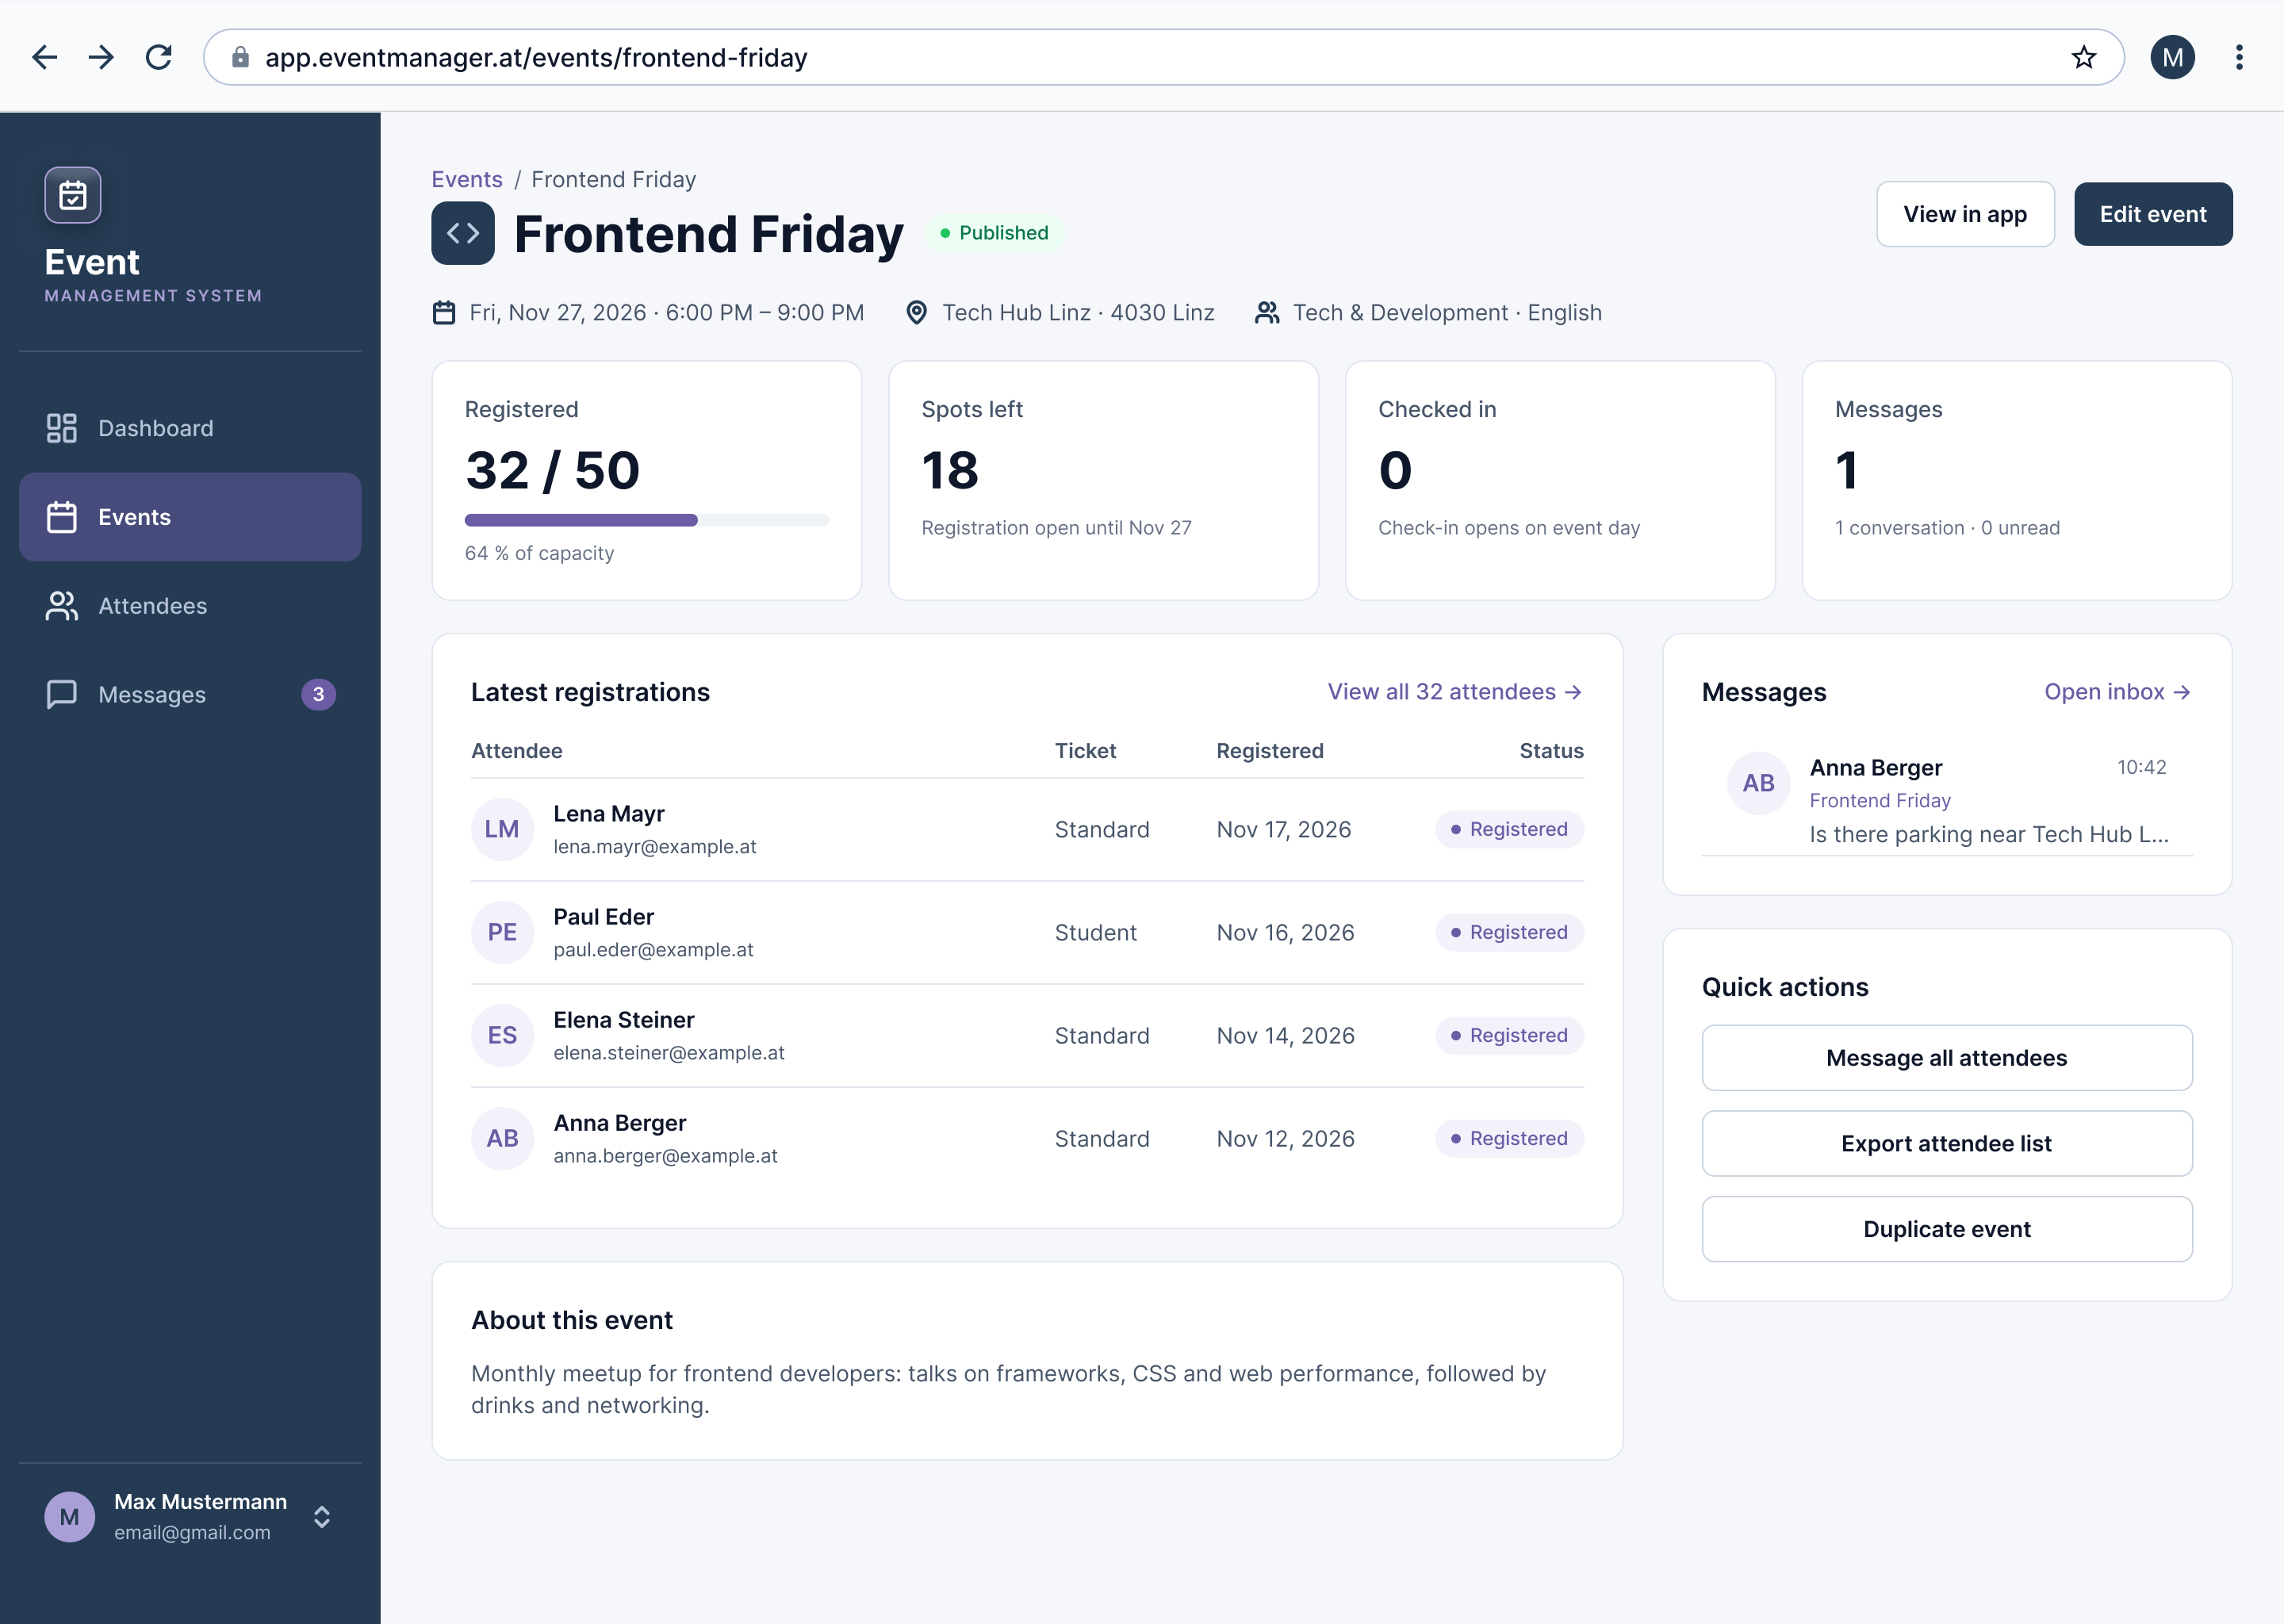 app.eventmanager.at/events/frontend-friday
M
Event
MANAGEMENT SYSTEM
Dashboard
Events
Attendees
Messages 3
Max Mustermann
email@gmail.com
M
Events / Frontend Friday
Frontend Friday
Published
View in app
Edit event
Fri, Nov 27, 2026 · 6:00 PM – 9:00 PM
Tech Hub Linz · 4030 Linz
Tech & Development · English
Registered
32 / 50
64 % of capacity
Spots left
18
Registration open until Nov 27
Checked in
0
Check-in opens on event day
Messages
1
1 conversation · 0 unread
Latest registrations
View all 32 attendees →
Attendee Ticket Registered Status
LM
Lena Mayr
lena.mayr@example.at
Standard
Nov 17, 2026
Registered
PE
Paul Eder
paul.eder@example.at
Student
Nov 16, 2026
Registered
ES
Elena Steiner
elena.steiner@example.at
Standard
Nov 14, 2026
Registered
AB
Anna Berger
anna.berger@example.at
Standard
Nov 12, 2026
Registered
About this event
Monthly meetup for frontend developers: talks on frameworks, CSS and web performance, followed by
drinks and networking.
Messages
Open inbox →
AB
Anna Berger
10:42
Frontend Friday
Is there parking near Tech Hub L...
Quick actions
Message all attendees
Export attendee list
Duplicate event